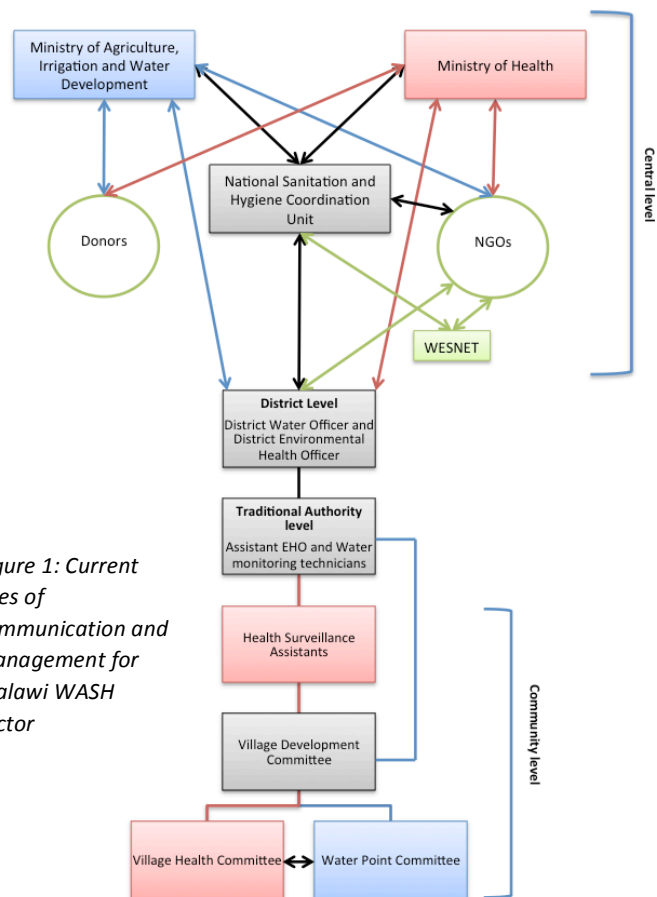 Ministry of Agriculture,
Irrigation and Water
Development
Ministry of Health
National Sanitation and
Hygiene Coordination
Unit
Donors
NGOs
WESNET
Central level
District Level
District Water Officer and
District Environmental
Health Officer
Traditional Authority
level
Assistant EHO and Water
monitoring technicians
gure 1: Current
es of
mmunication and
anagement for
alawi WASH
ctor
Health Surveillance
Assistants
Village Development
Committee
Community level
Village Health Committee
Water Point Committee